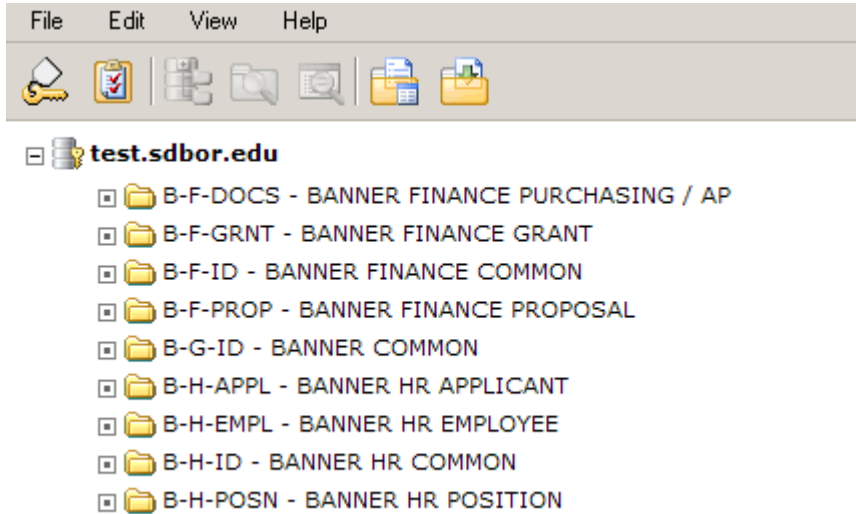 File Edit View Help
test.sdbor.edu
B-F-DOCS - BANNER FINANCE PURCHASING / AP
B-F-GRNT - BANNER FINANCE GRANT
B-F-ID - BANNER FINANCE COMMON
B-F-PROP - BANNER FINANCE PROPOSAL
B-G-ID - BANNER COMMON
B-H-APPL - BANNER HR APPLICANT
B-H-EMPL - BANNER HR EMPLOYEE
B-H-ID - BANNER HR COMMON
B-H-POSN - BANNER HR POSITION